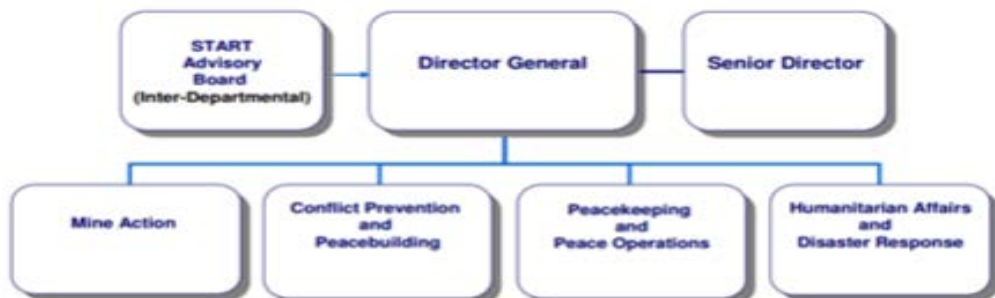 START
Advisory
Board
(Inter-Departmental)
Director General
Senior Director
Mine Action
Conflict Prevention
and
Peacebuilding
Peacekeeping
and
Peace Operations
Humanitarian Affairs
and
Disaster Response